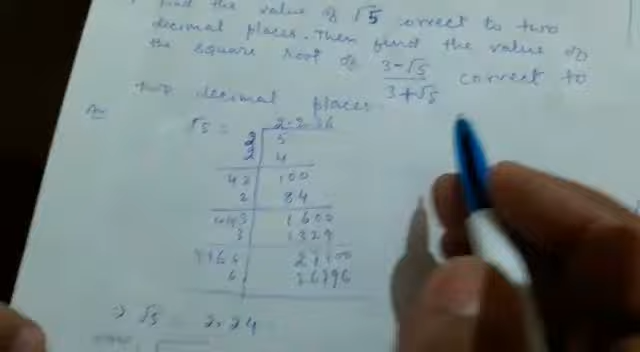 find the value of √5 correct to two
decimal places. Then find the value of
the square root of 3-√5 / 3+√5 correct to
two decimal places.
√5 = 2.236
2 5
2 4
42 100
2 84
443 1600
3 1329
4466 27100
6 26796
⇒ √5 2.24